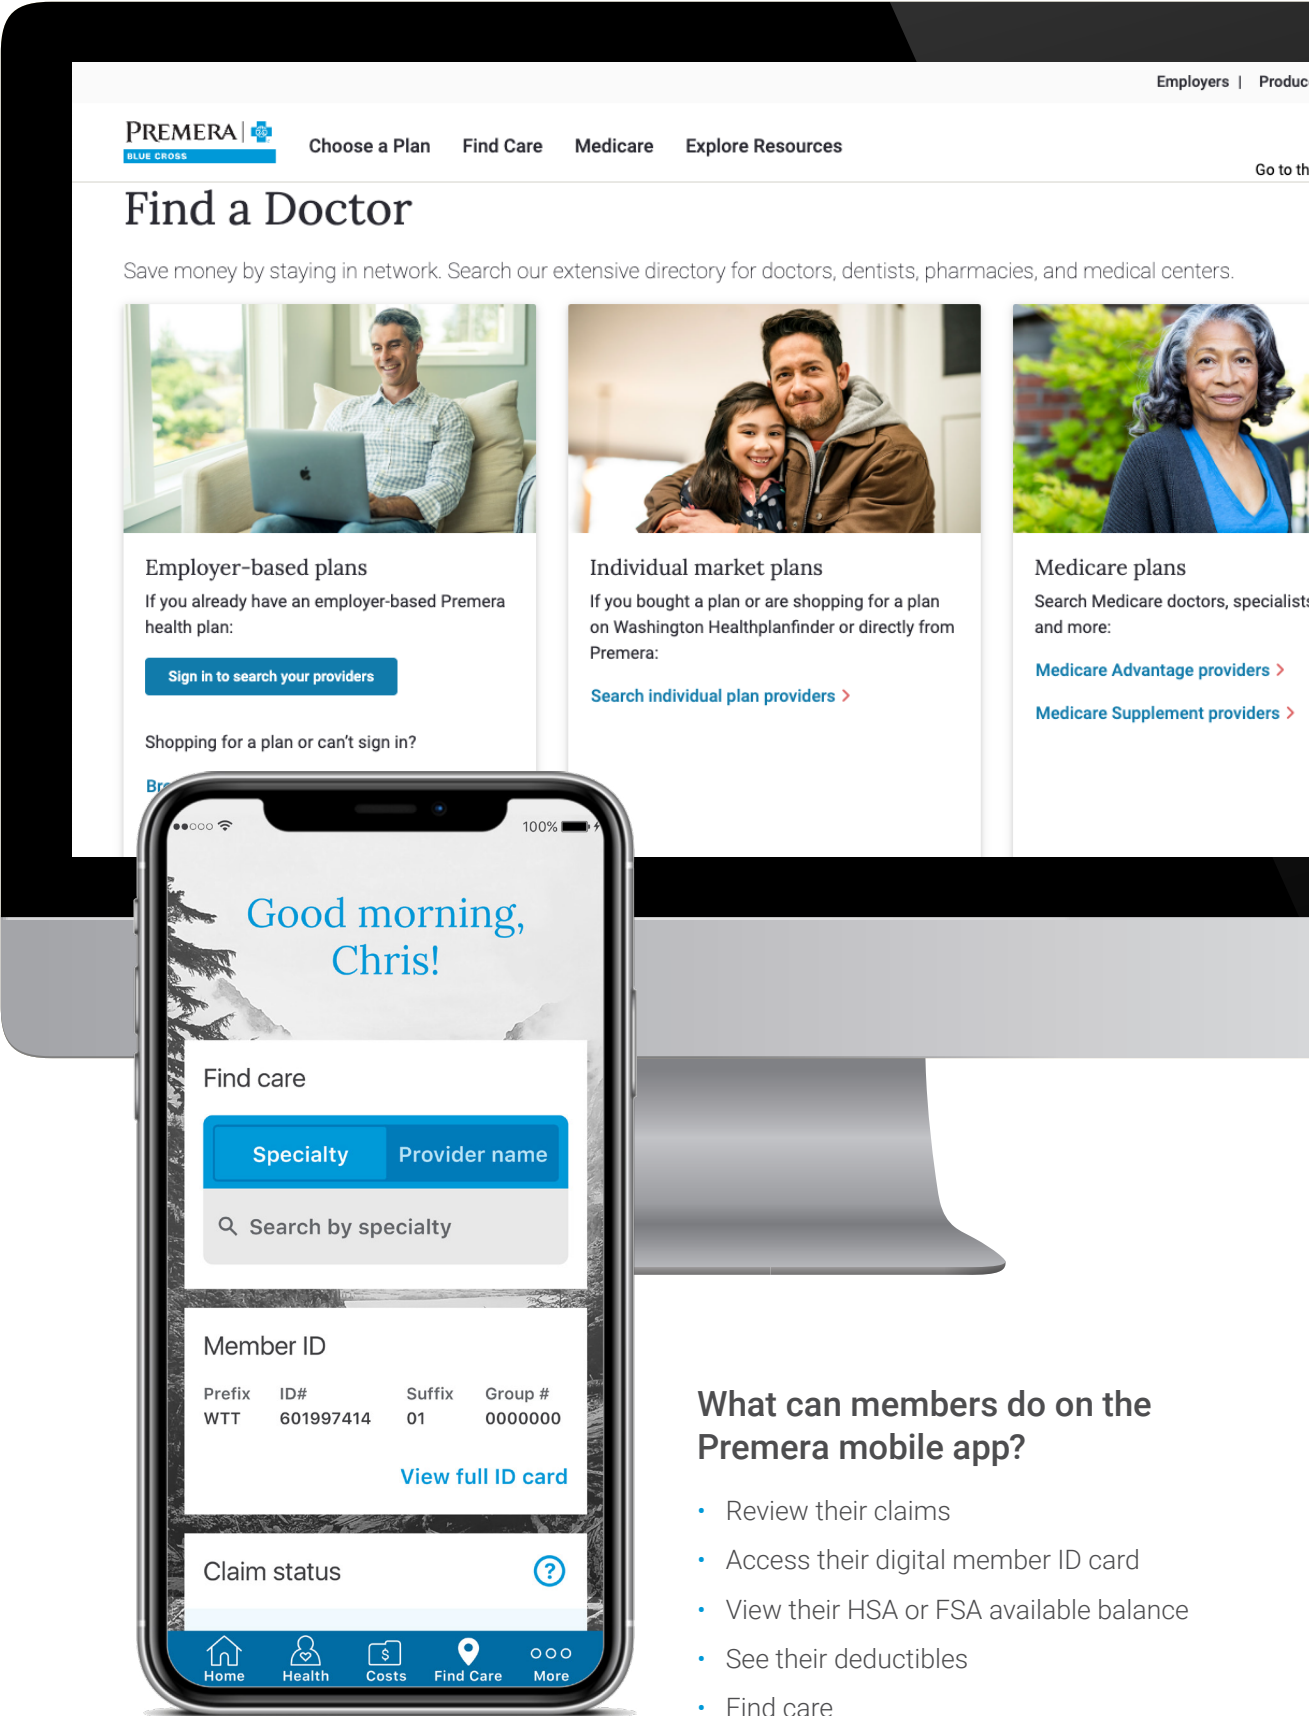 Employers |
PREMERA
BLUE CROSS
Choose a Plan Find Care Medicare Explore Resources
Go to
Find a Doctor
Save money by staying in network. Search our extensive directory for doctors, dentists, pharmacies, and medical centers.
Employer-based plans
If you already have an employer-based Premera
health plan:
Sign in to search your providers
Shopping for a plan or can't sign in?
Individual market plans
If you bought a plan or are shopping for a plan
on Washington Healthplanfinder or directly from
Premera:
Search individual plan providers >
Medicare plans
Search Medicare doctors, specialists
and more:
Medicare Advantage providers >
Medicare Supplement providers >
100%
Good morning,
Chris!
Find care
Specialty Provider name
Search by specialty
Member ID
Prefix ID# Suffix Group #
WTT 601997414 01 0000000
View full ID card
Claim status ?
Home Health Costs Find Care More
What can members do on the
Premera mobile app?
• Review their claims
• Access their digital member ID card
• View their HSA or FSA available balance
• See their deductibles
• Find care